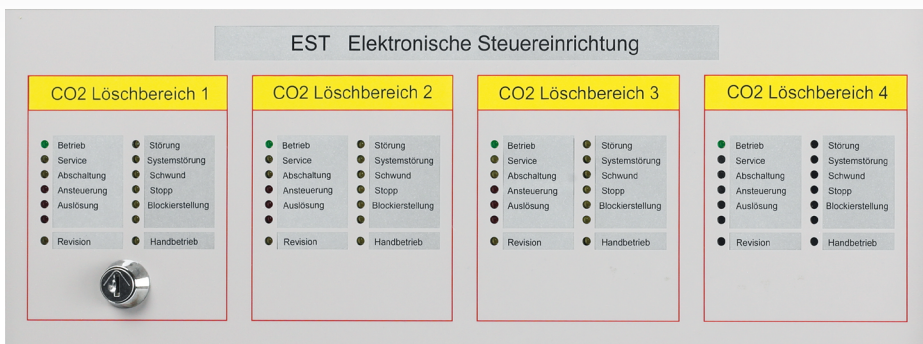 EST Elektronische Steuereinrichtung
CO2 Löschbereich 1
Betrieb
Service
Abschaltung
Ansteuerung
Auslösung
Revision
Störung
Systemstörung
Schwund
Stopp
Blockierstellung
Handbetrieb
CO2 Löschbereich 2
Betrieb
Service
Abschaltung
Ansteuerung
Auslösung
Revision
Störung
Systemstörung
Schwund
Stopp
Blockierstellung
Handbetrieb
CO2 Löschbereich 3
Betrieb
Service
Abschaltung
Ansteuerung
Auslösung
Revision
Störung
Systemstörung
Schwund
Stopp
Blockierstellung
Handbetrieb
CO2 Löschbereich 4
Betrieb
Service
Abschaltung
Ansteuerung
Auslösung
Revision
Störung
Systemstörung
Schwund
Stopp
Blockierstellung
Handbetrieb